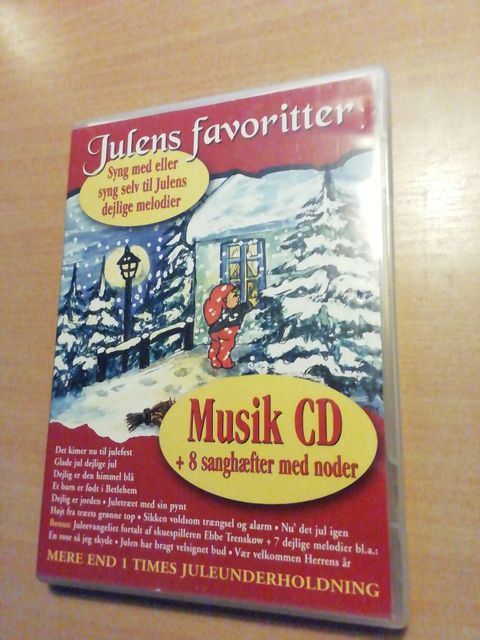 Julens favoritter
Syng med eller
syng selv til Julens
dejlige melodier
Musik CD
+ 8 sanghæfter med noder
Det kimer nu til julefest
Glade jul dejlige jul
Dejlig er den himmel blå
Et barn er født i Betlehem
Dejlig er jorden • Juletræet med sin pynt
Højt fra træets grønne top • Sikken voldsom trængsel og alarm • Nu' det jul igen
Bonus: Juleevangeliet fortalt af skuespilleren Ebbe Trenskow + 7 dejlige melodier bl.a.:
En rose så jeg skyde • Julen har bragt velsignet bud • Vær velkommen Herrens år
MERE END 1 TIMES JULEUNDERHOLDNING